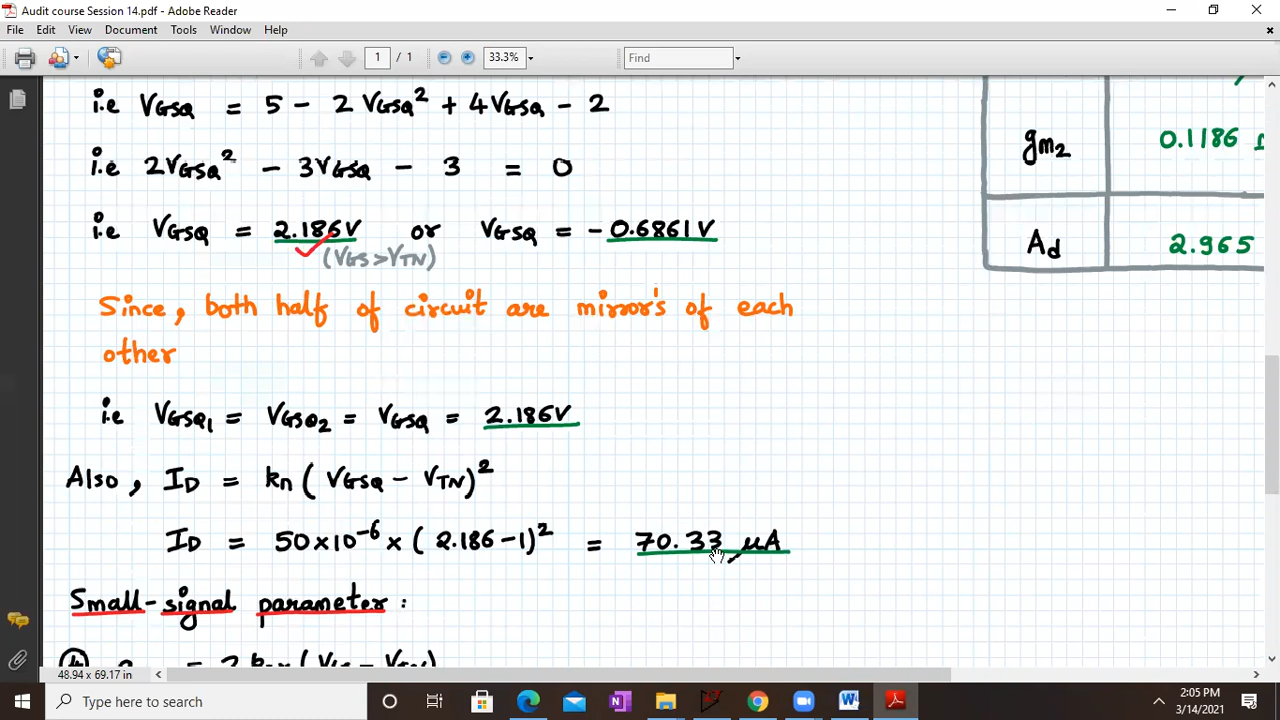 Audit course Session 14.pdf - Adobe Reader
File Edit View Document Tools Window Help
1 / 1 33.3% Find
i.e VGSQ = 5 - 2 VGSQ² + 4VGSQ - 2
i.e 2VGSQ² - 3VGSQ - 3 = 0
i.e VGSQ = 2.186V or VGSQ = -0.6861V
(VGS>VTN)
Since, both half of circuit are mirror's of each
other
i.e VGSQ1 = VGSQ2 = VGSQ = 2.186V
Also, ID = kn(VGSQ - VTN)²
ID = 50x10⁻⁶ x (2.186-1)² = 70.33 μA
Small-signal parameter :
gm2 0.1186
Ad 2.965
48.94 x 69.17 in
Type here to search
2:05 PM
3/14/2021